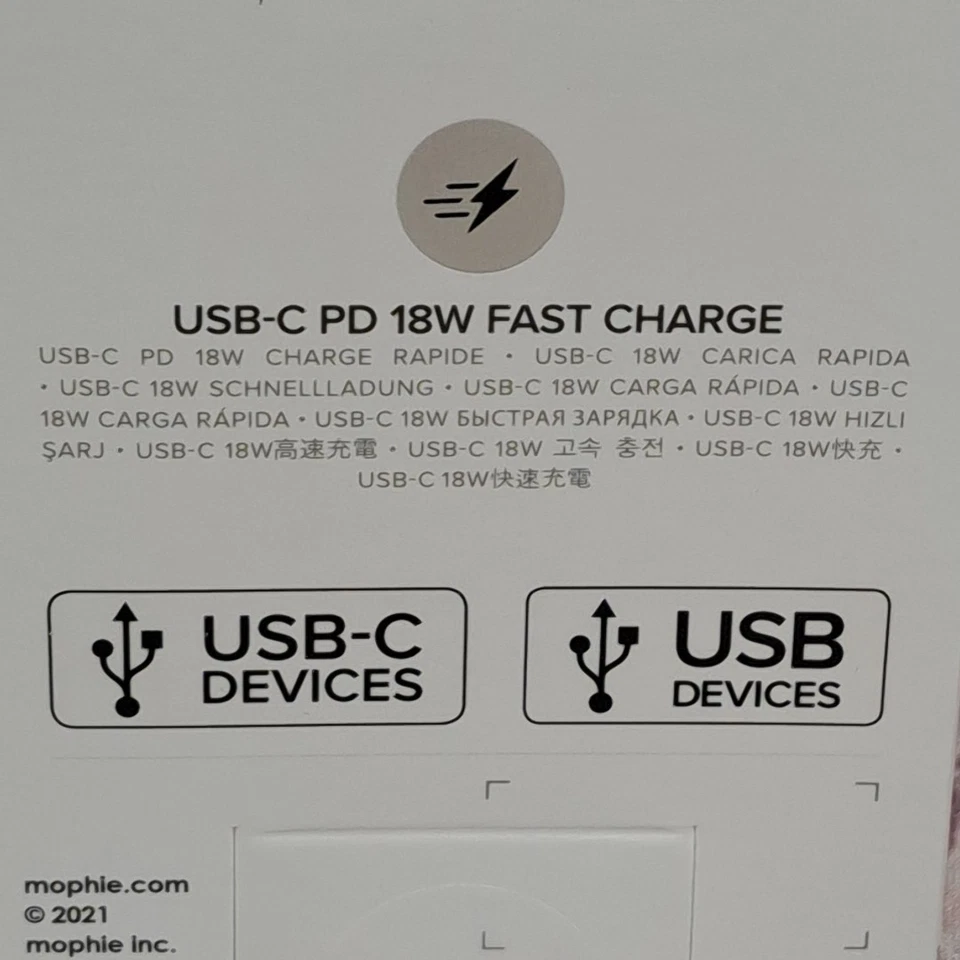 USB-C PD 18W FAST CHARGE
USB-C PD 18W CHARGE RAPIDE • USB-C 18W CARICA RAPIDA
• USB-C 18W SCHNELLLADUNG • USB-C 18W CARGA RÁPIDA • USB-C
18W CARGA RÁPIDA • USB-C 18W БЫСТРАЯ ЗАРЯДКА • USB-C 18W HIZLI
ŞARJ • USB-C 18W高速充電 • USB-C 18W 고속 충전 • USB-C 18W快充 •
USB-C 18W快速充電
USB-C
DEVICES
USB
DEVICES
mophie.com
© 2021
mophie inc.